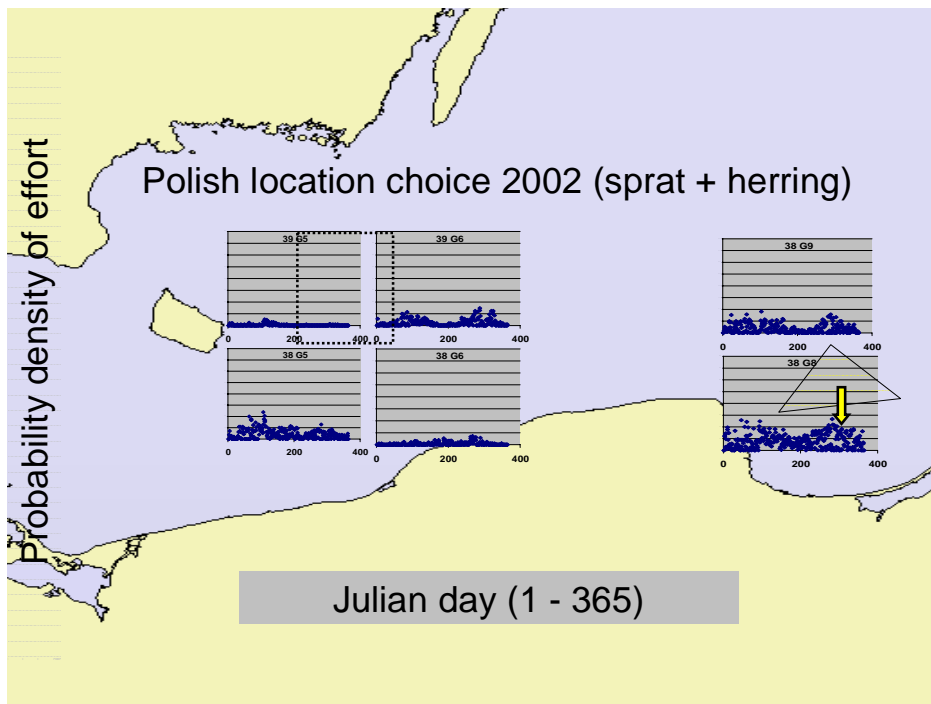 Probability density of effort
Polish location choice 2002 (sprat + herring)
39 G5
0 200 400
39 G6
0 200 400
38 G5
0 200 400
38 G6
0 200 400
38 G9
0 200 400
38 G8
0 200 400
Julian day (1 - 365)